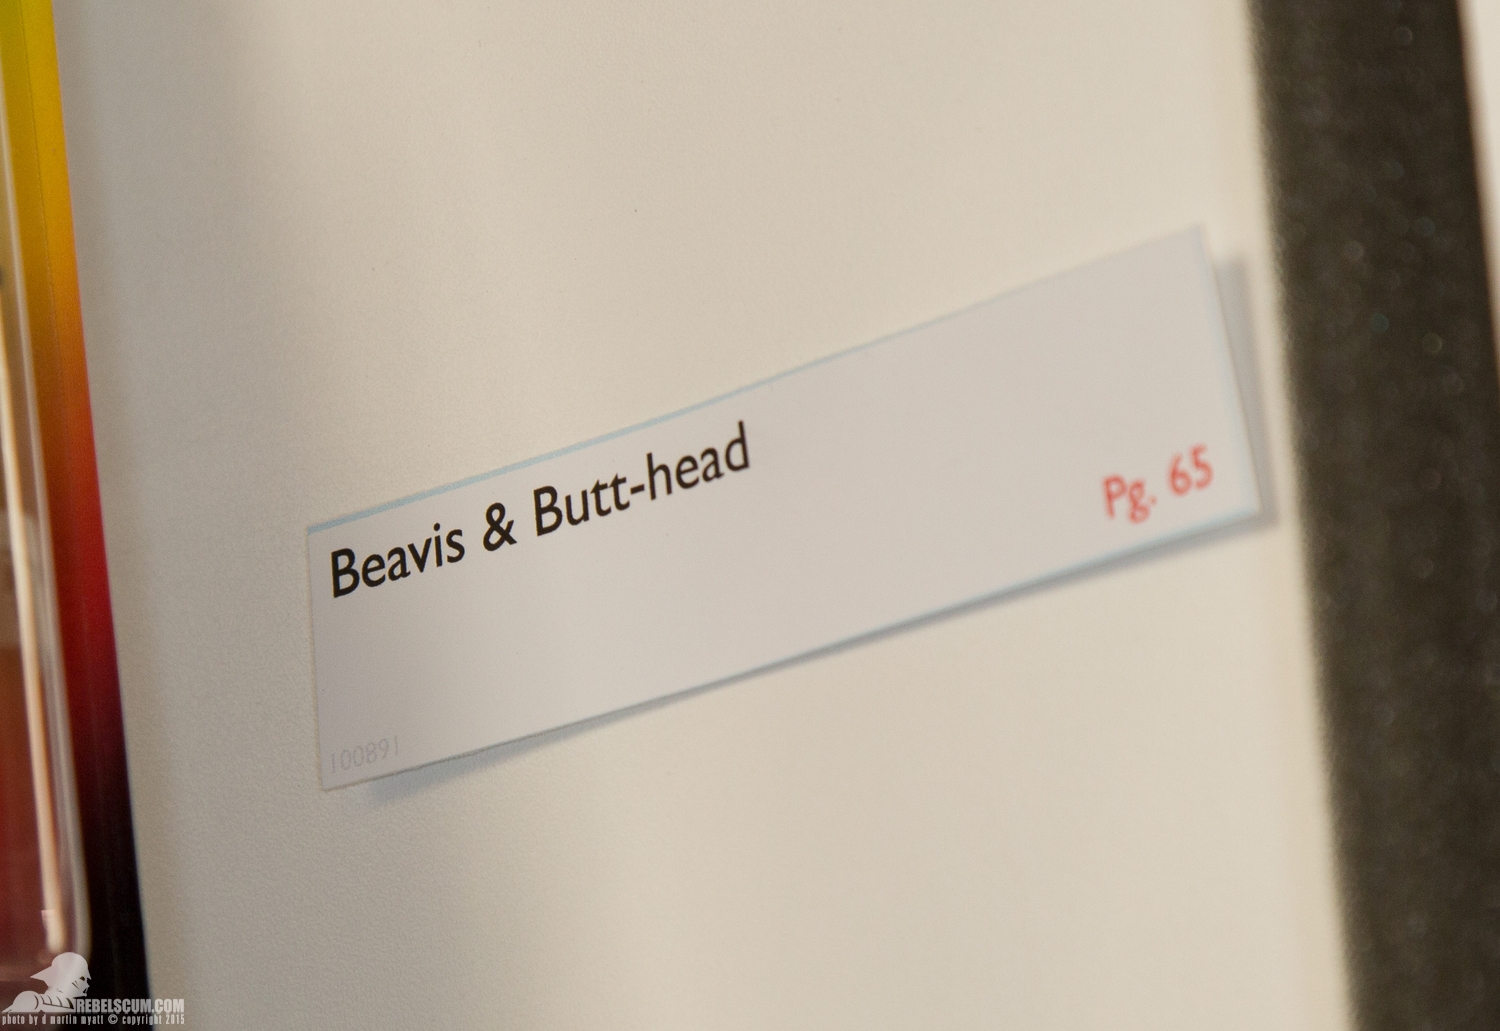 Beavis & Butt-head
Pg. 65
100891
REBELSCUM.COM
photo by d martin myatt © copyright 2015